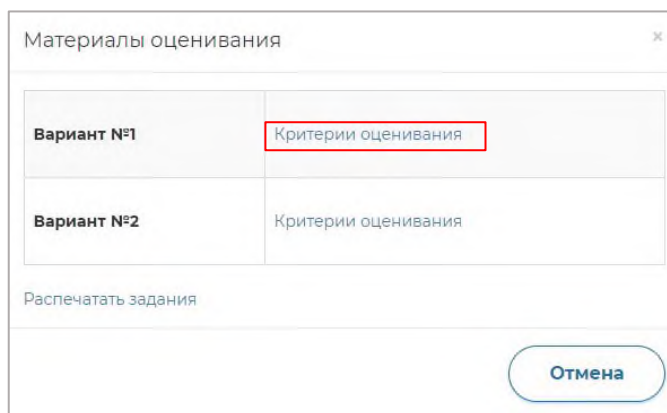 Материалы оценивания ×
Вариант №1 Критерии оценивания
Вариант №2 Критерии оценивания
Распечатать задания
Отмена